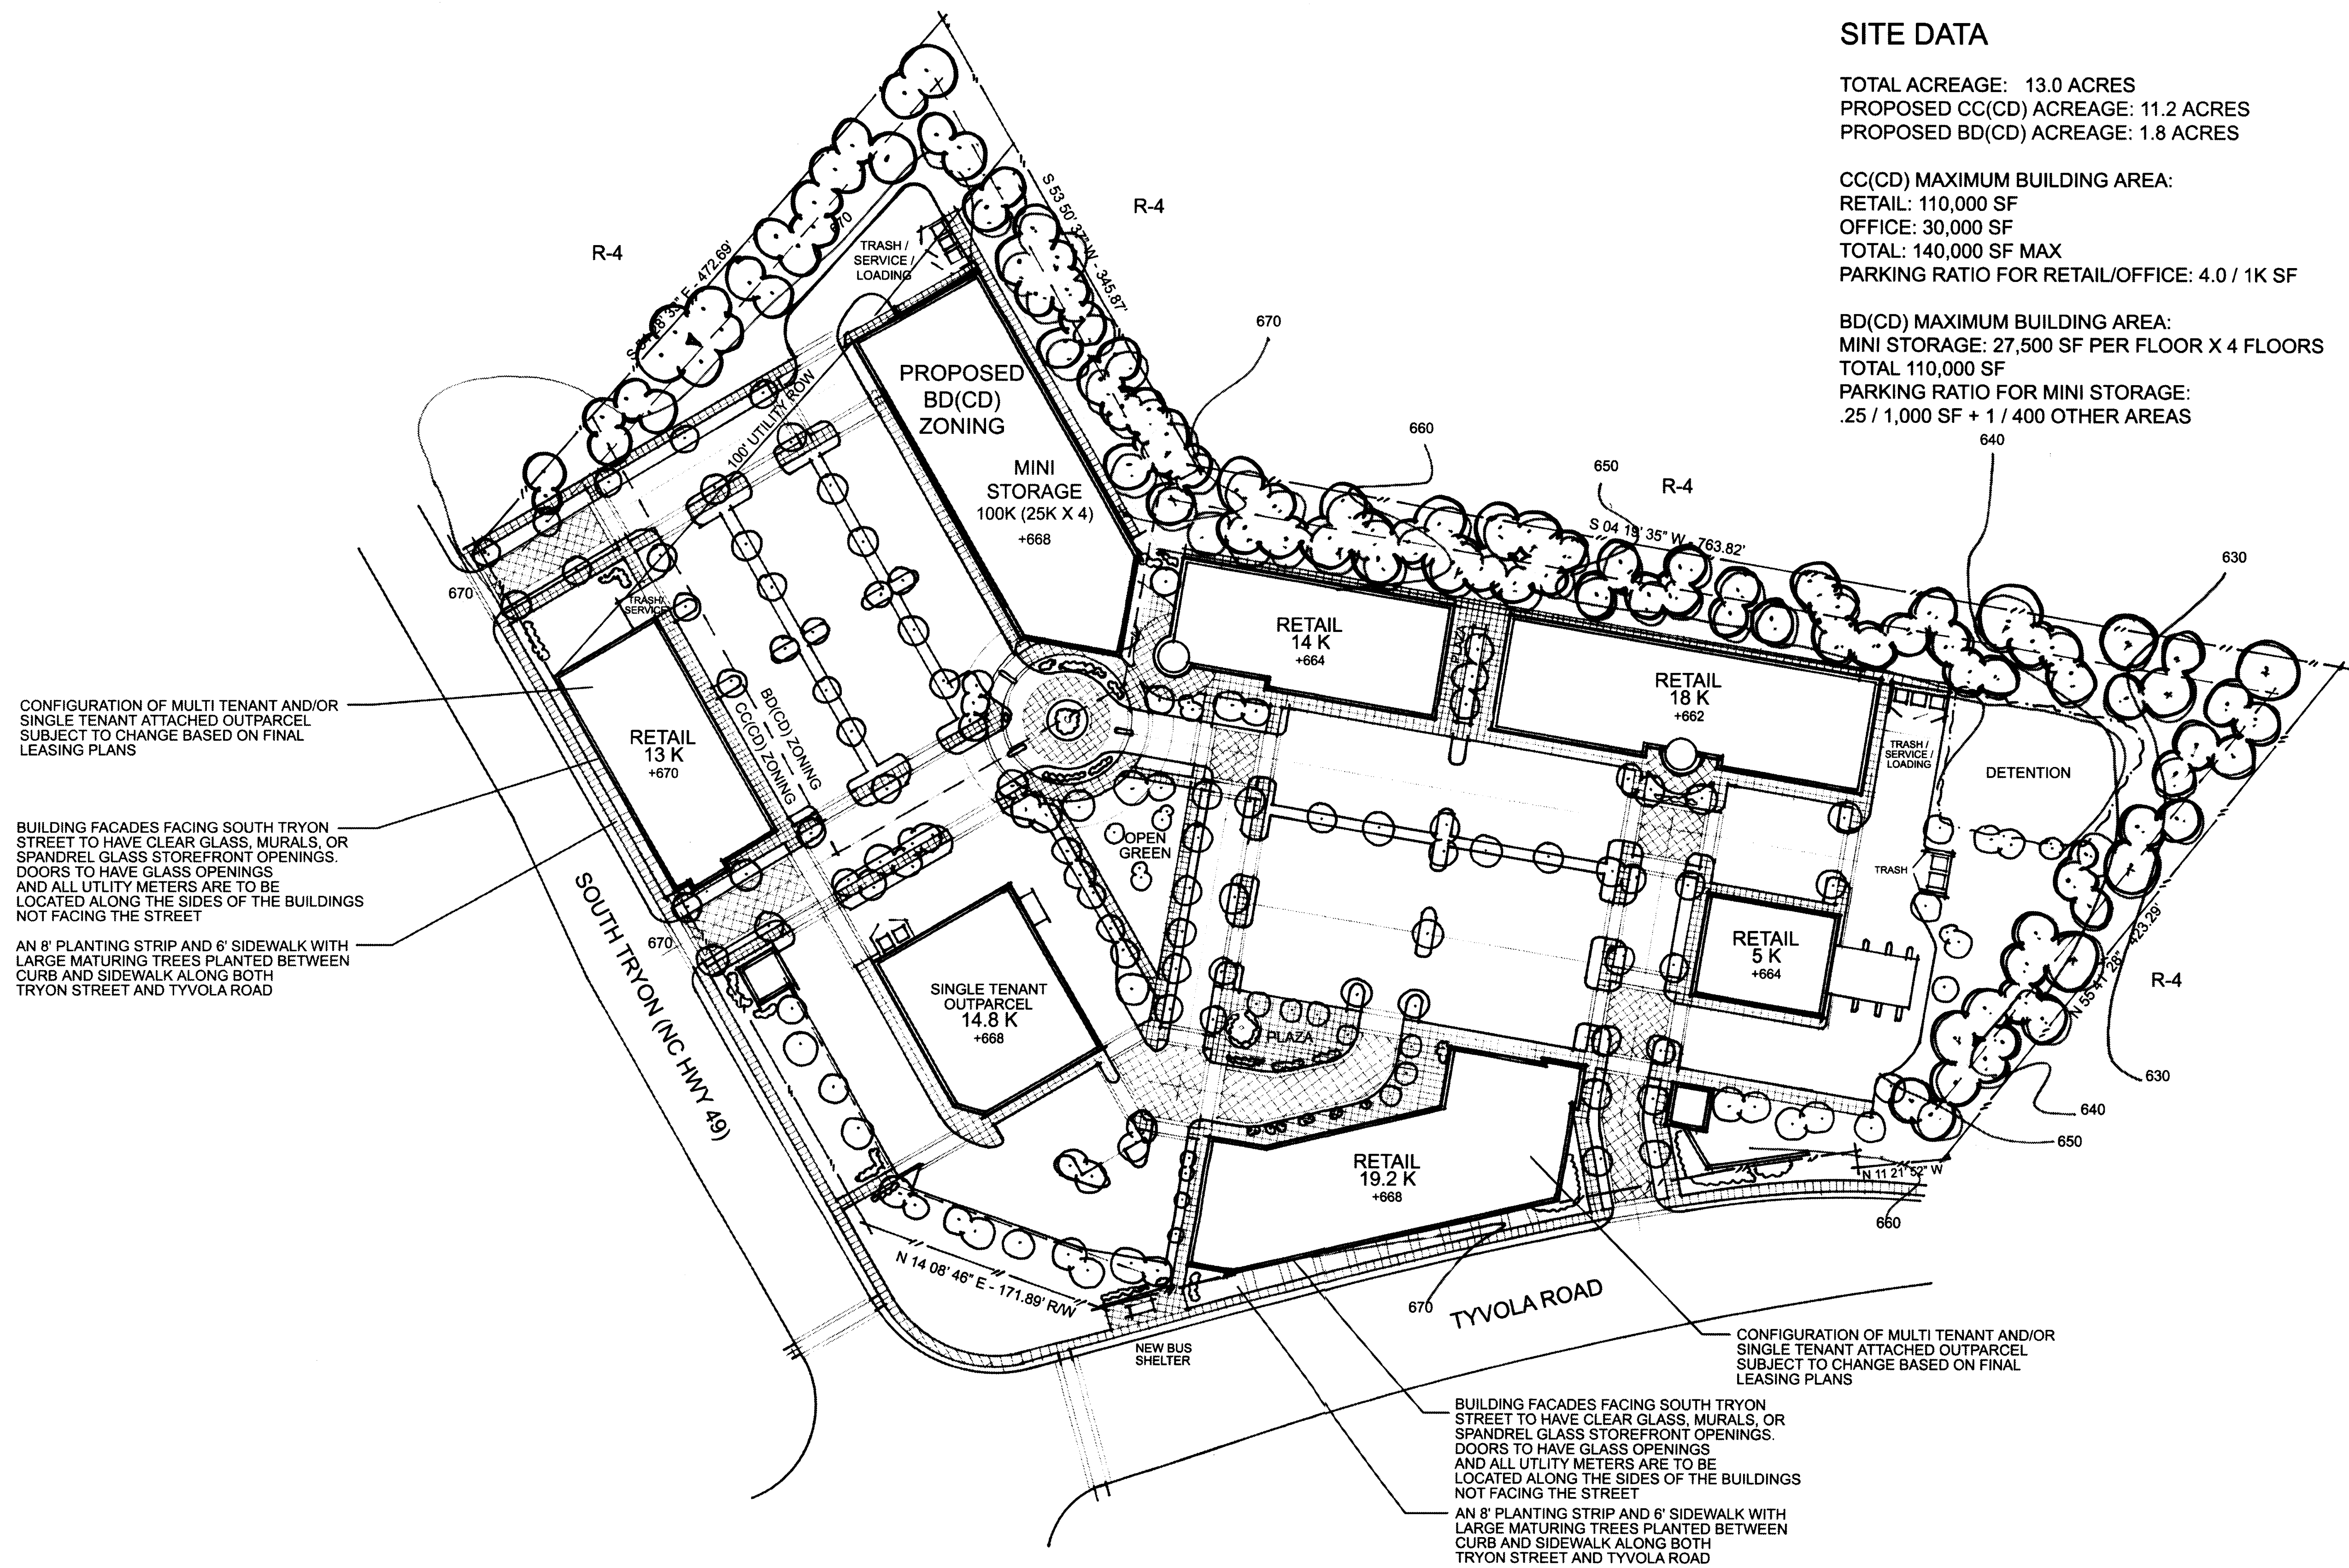 SITE DATA
TOTAL ACREAGE: 13.0 ACRES
PROPOSED CC(CD) ACREAGE: 11.2 ACRES
PROPOSED BD(CD) ACREAGE: 1.8 ACRES
CC(CD) MAXIMUM BUILDING AREA:
RETAIL: 110,000 SF
OFFICE: 30,000 SF
TOTAL: 140,000 SF MAX
PARKING RATIO FOR RETAIL/OFFICE: 4.0 / 1K SF
BD(CD) MAXIMUM BUILDING AREA:
MINI STORAGE: 27,500 SF PER FLOOR X 4 FLOORS
TOTAL 110,000 SF
PARKING RATIO FOR MINI STORAGE:
.25 / 1,000 SF + 1 / 400 OTHER AREAS
R-4
R-4
R-4
R-4
S 53 50' 37" W - 345.87'
670
TRASH /
SERVICE /
LOADING
100' UTILITY ROW
PROPOSED
BD(CD)
ZONING
MINI
STORAGE
100K (25K X 4)
+668
670
660
650
640
630
S 04 19' 35" W - 763.82'
670
TRASH/
SERVICE
RETAIL
14 K
+664
PLAZA
RETAIL
18 K
+662
TRASH /
SERVICE /
LOADING
DETENTION
CONFIGURATION OF MULTI TENANT AND/OR
SINGLE TENANT ATTACHED OUTPARCEL
SUBJECT TO CHANGE BASED ON FINAL
LEASING PLANS
RETAIL
13 K
+670
BD(CD) ZONING
CC(CD) ZONING
BUILDING FACADES FACING SOUTH TRYON
STREET TO HAVE CLEAR GLASS, MURALS, OR
SPANDREL GLASS STOREFRONT OPENINGS.
DOORS TO HAVE GLASS OPENINGS
AND ALL UTLITY METERS ARE TO BE
LOCATED ALONG THE SIDES OF THE BUILDINGS
NOT FACING THE STREET
OPEN
GREEN
TRASH
AN 8' PLANTING STRIP AND 6' SIDEWALK WITH
LARGE MATURING TREES PLANTED BETWEEN
CURB AND SIDEWALK ALONG BOTH
TRYON STREET AND TYVOLA ROAD
SOUTH TRYON (NC HWY 49)
670
SINGLE TENANT
OUTPARCEL
14.8 K
+668
RETAIL
5 K
+664
PLAZA
N 55 41' 28" 423.29'
630
640
650
RETAIL
19.2 K
+668
N 11 21' 52" W
660
N 14 08' 46" E - 171.89' R/W
670
TYVOLA ROAD
NEW BUS
SHELTER
CONFIGURATION OF MULTI TENANT AND/OR
SINGLE TENANT ATTACHED OUTPARCEL
SUBJECT TO CHANGE BASED ON FINAL
LEASING PLANS
BUILDING FACADES FACING SOUTH TRYON
STREET TO HAVE CLEAR GLASS, MURALS, OR
SPANDREL GLASS STOREFRONT OPENINGS.
DOORS TO HAVE GLASS OPENINGS
AND ALL UTLITY METERS ARE TO BE
LOCATED ALONG THE SIDES OF THE BUILDINGS
NOT FACING THE STREET
AN 8' PLANTING STRIP AND 6' SIDEWALK WITH
LARGE MATURING TREES PLANTED BETWEEN
CURB AND SIDEWALK ALONG BOTH
TRYON STREET AND TYVOLA ROAD